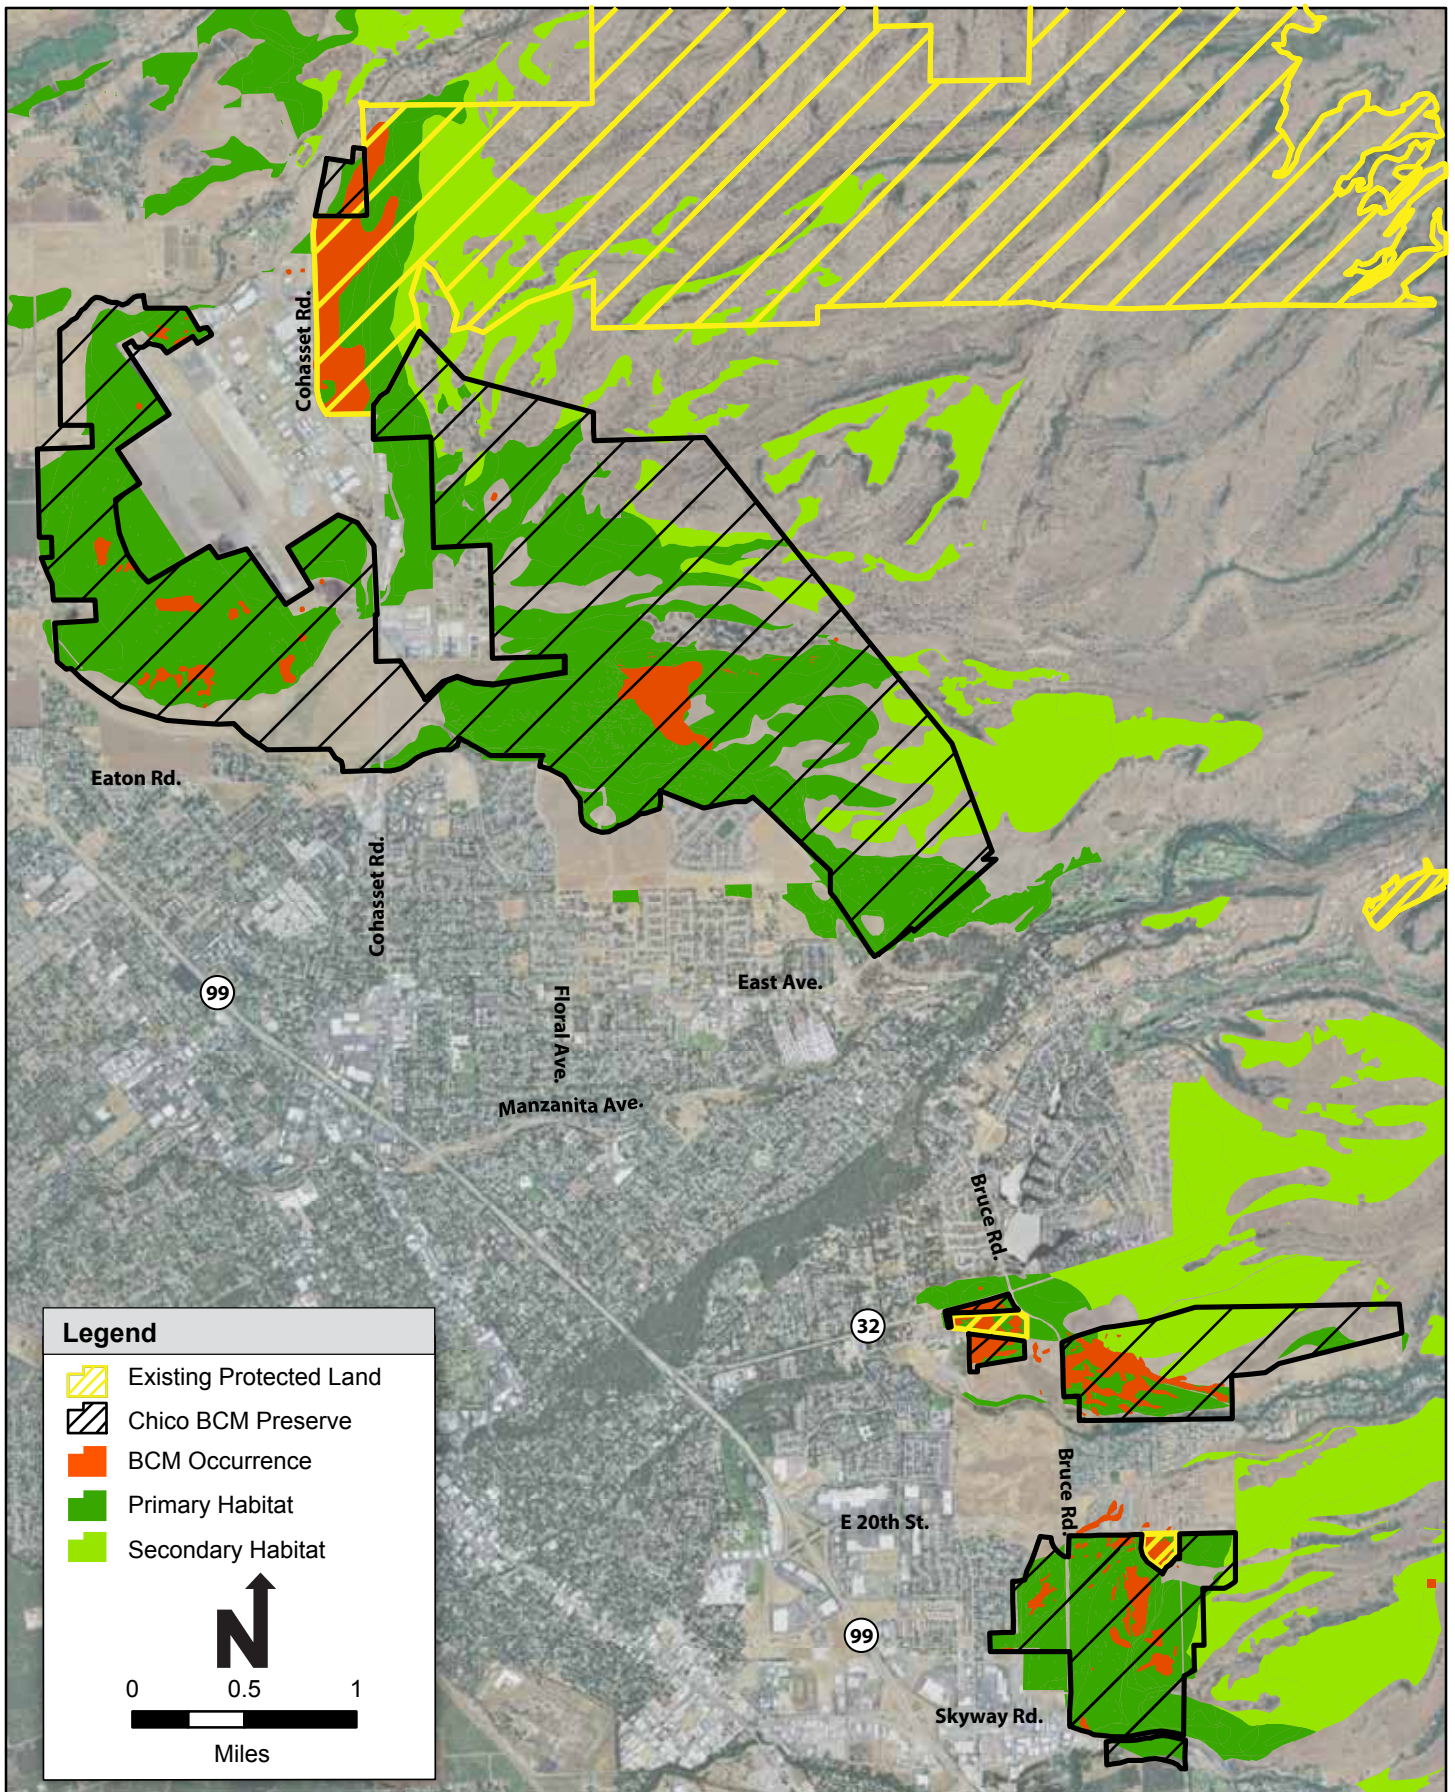 Cohasset Rd.
Eaton Rd.
Cohasset Rd.
99
East Ave.
Floral Ave.
Manzanita Ave.
Bruce Rd.
32
Bruce Rd.
E 20th St.
99
Skyway Rd.
Legend
Existing Protected Land
Chico BCM Preserve
BCM Occurrence
Primary Habitat
Secondary Habitat
N
0 0.5 1
Miles